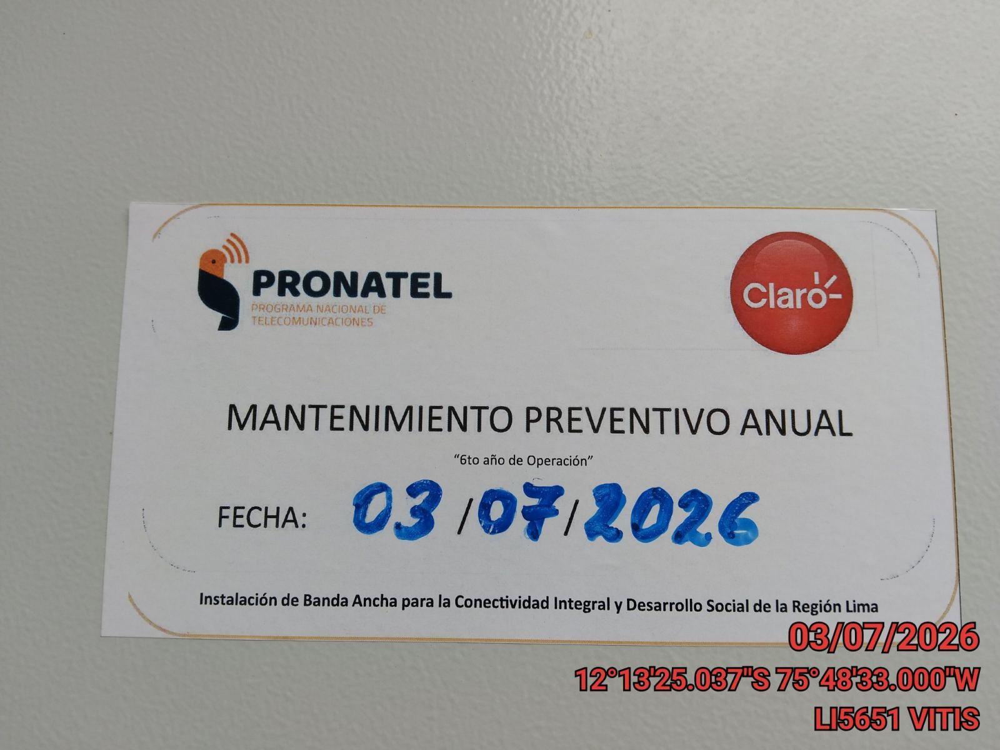 PRONATEL
PROGRAMA NACIONAL DE
TELECOMUNICACIONES
Claro
MANTENIMIENTO PREVENTIVO ANUAL
“6to año de Operación”
FECHA: 03/07/2026
Instalación de Banda Ancha para la Conectividad Integral y Desarrollo Social de la Región Lima
03/07/2026
12°13'25.037"S 75°48'33.000"W
LI5651 VITIS